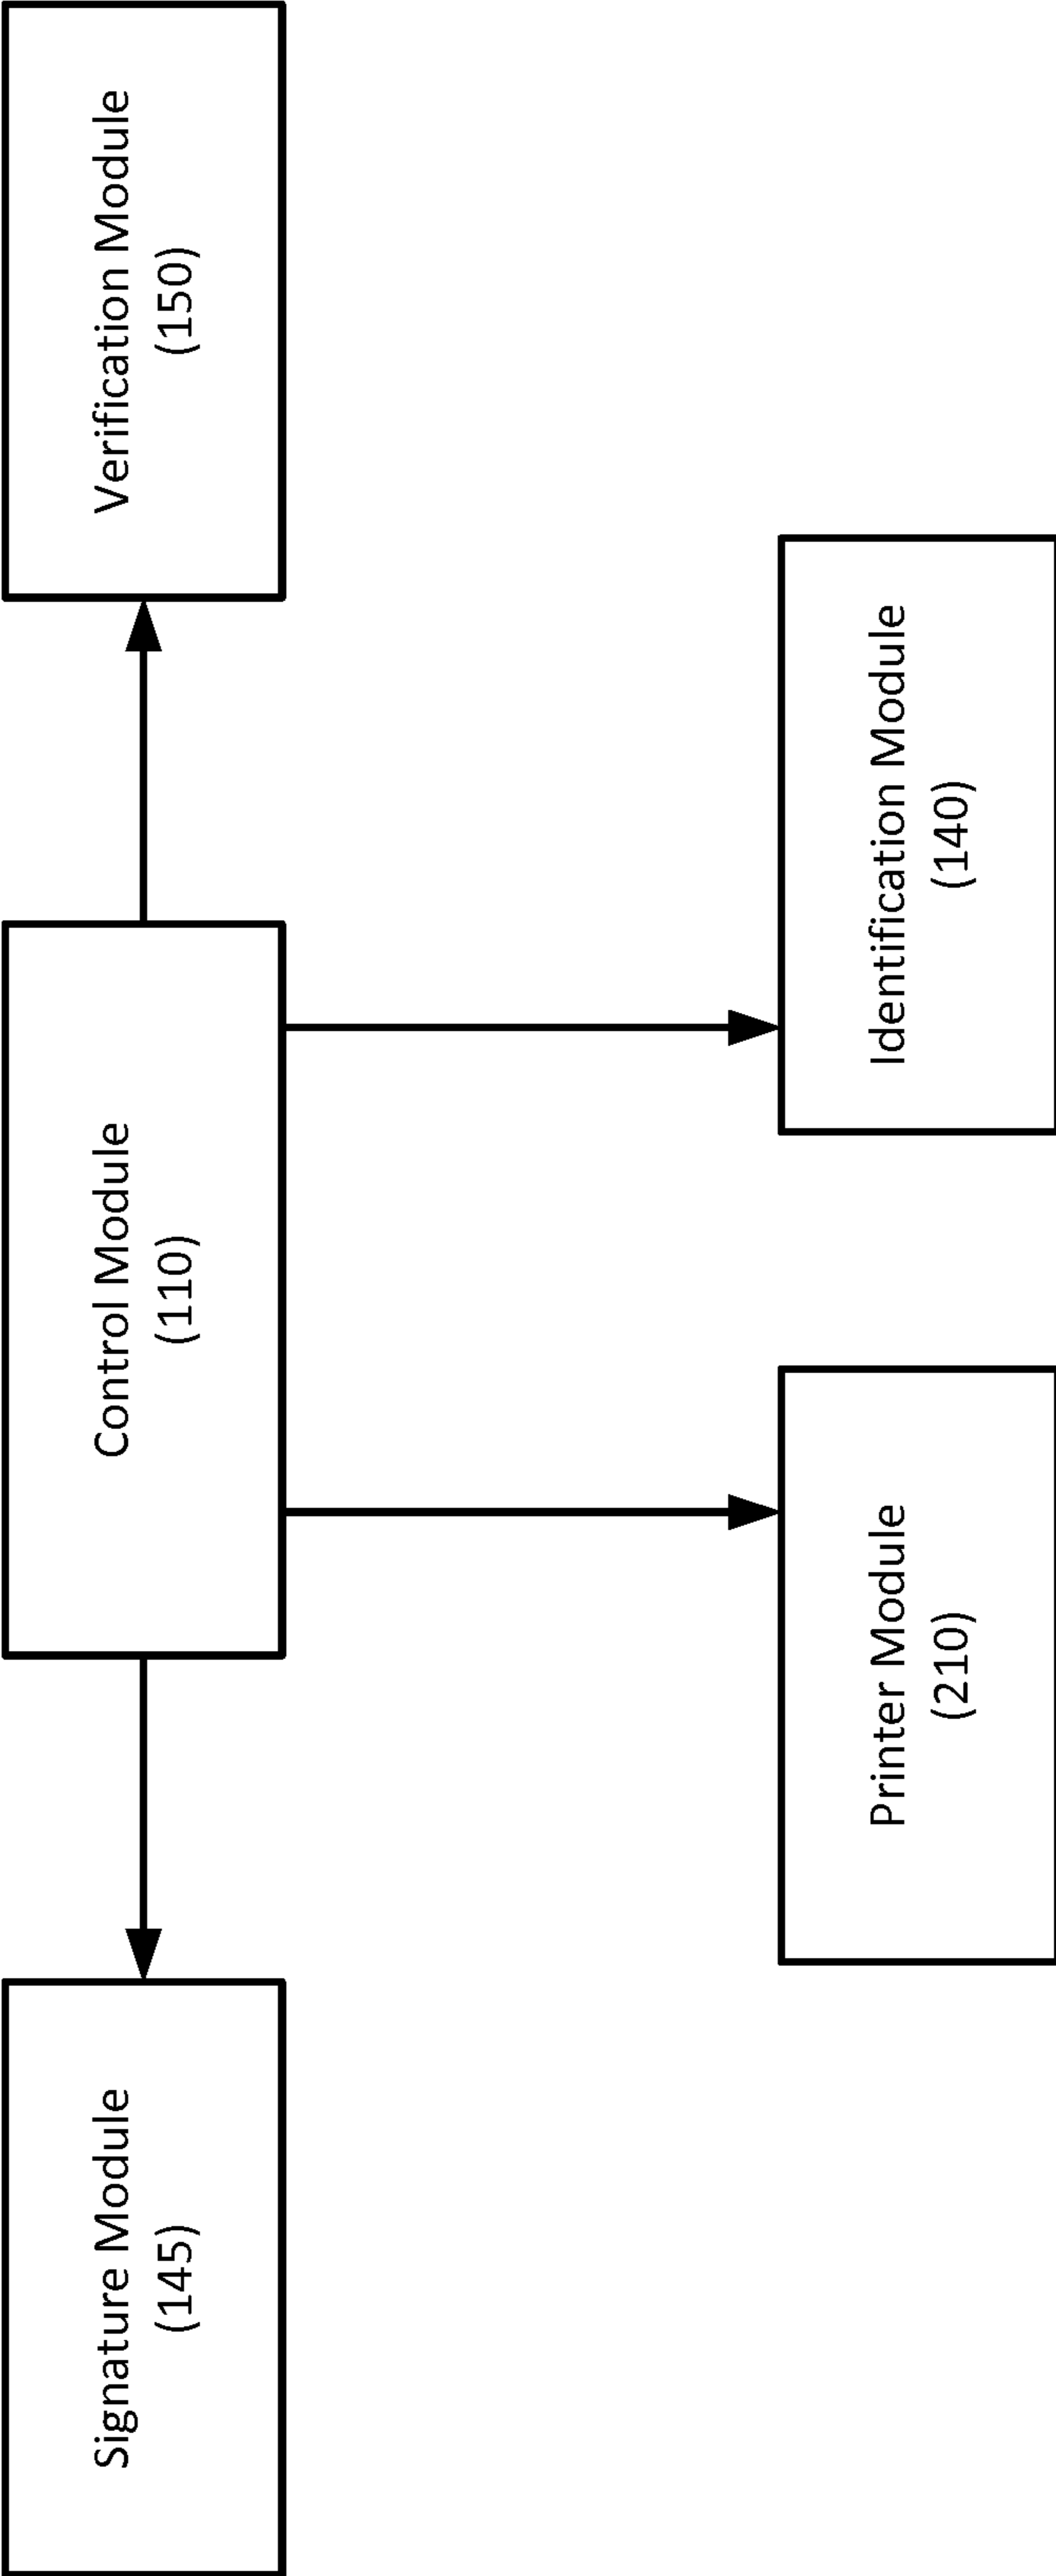 Signature Module
(145)
Control Module
(110)
Verification Module
(150)
Printer Module
(210)
Identification Module
(140)